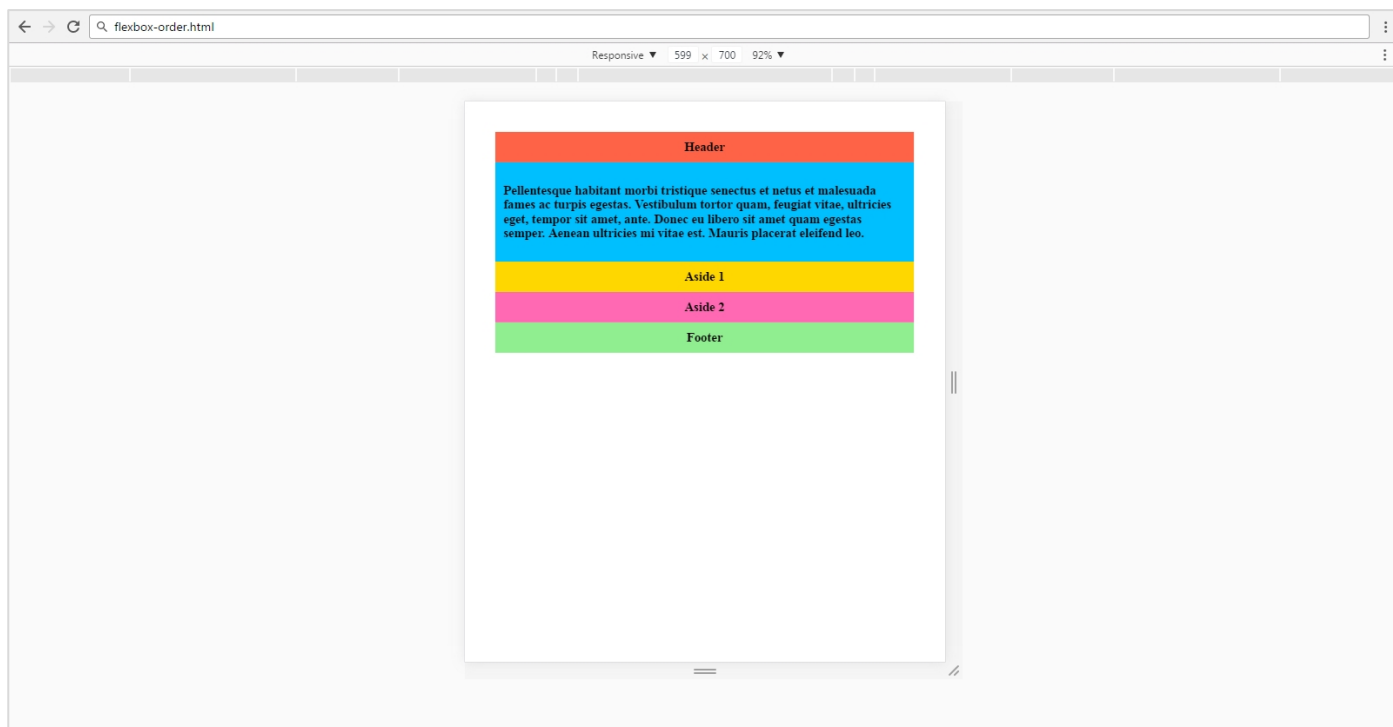 flexbox-order.html
Responsive ▼ 599 x 700 92% ▼
Header
Pellentesque habitant morbi tristique senectus et netus et malesuada
fames ac turpis egestas. Vestibulum tortor quam, feugiat vitae, ultricies
eget, tempor sit amet, ante. Donec eu libero sit amet quam egestas
semper. Aenean ultricies mi vitae est. Mauris placerat eleifend leo.
Aside 1
Aside 2
Footer